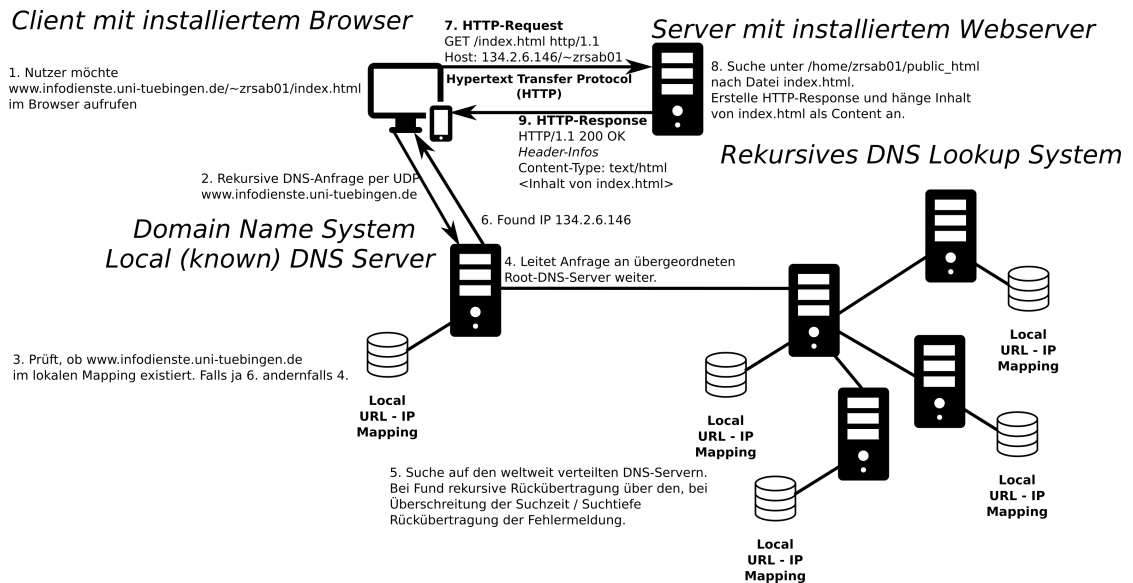 Client mit installiertem Browser
7. HTTP-Request
GET /index.html http/1.1
Host: 134.2.6.146/~zrsab01
Server mit installiertem Webserver
1. Nutzer möchte
www.infodienste.uni-tuebingen.de/~zrsab01/index.html
im Browser aufrufen
Hypertext Transfer Protocol
(HTTP)
8. Suche unter /home/zrsab01/public_html
nach Datei index.html.
Erstelle HTTP-Response und hänge Inhalt
von index.html als Content an.
9. HTTP-Response
HTTP/1.1 200 OK
Header-Infos
Content-Type: text/html
<Inhalt von index.html>
Rekursives DNS Lookup System
2. Rekursive DNS-Anfrage per UDP
www.infodienste.uni-tuebingen.de
6. Found IP 134.2.6.146
Domain Name System
Local (known) DNS Server
4. Leitet Anfrage an übergeordneten
Root-DNS-Server weiter.
3. Prüft, ob www.infodienste.uni-tuebingen.de
im lokalen Mapping existiert. Falls ja 6. andernfalls 4.
Local
URL - IP
Mapping
Local
URL - IP
Mapping
Local
URL - IP
Mapping
5. Suche auf den weltweit verteilten DNS-Servern.
Bei Fund rekursive Rückübertragung über den, bei
Überschreitung der Suchzeit / Suchtiefe
Rückübertragung der Fehlermeldung.
Local
URL - IP
Mapping
Local
URL - IP
Mapping